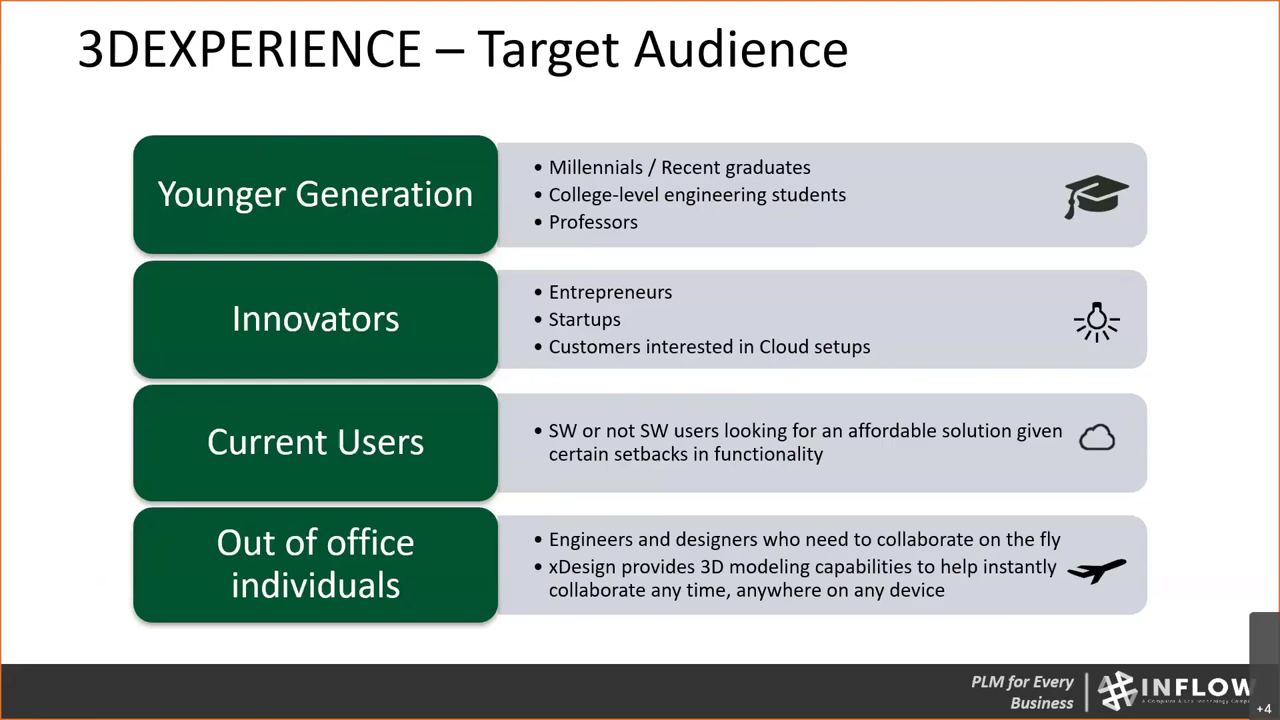 3DEXPERIENCE – Target Audience
Younger Generation
• Millennials / Recent graduates
• College-level engineering students
• Professors
Innovators
• Entrepreneurs
• Startups
• Customers interested in Cloud setups
Current Users
• SW or not SW users looking for an affordable solution given
certain setbacks in functionality
Out of office
individuals
• Engineers and designers who need to collaborate on the fly
• xDesign provides 3D modeling capabilities to help instantly
collaborate any time, anywhere on any device
PLM for Every
Business
INFLOW
+4